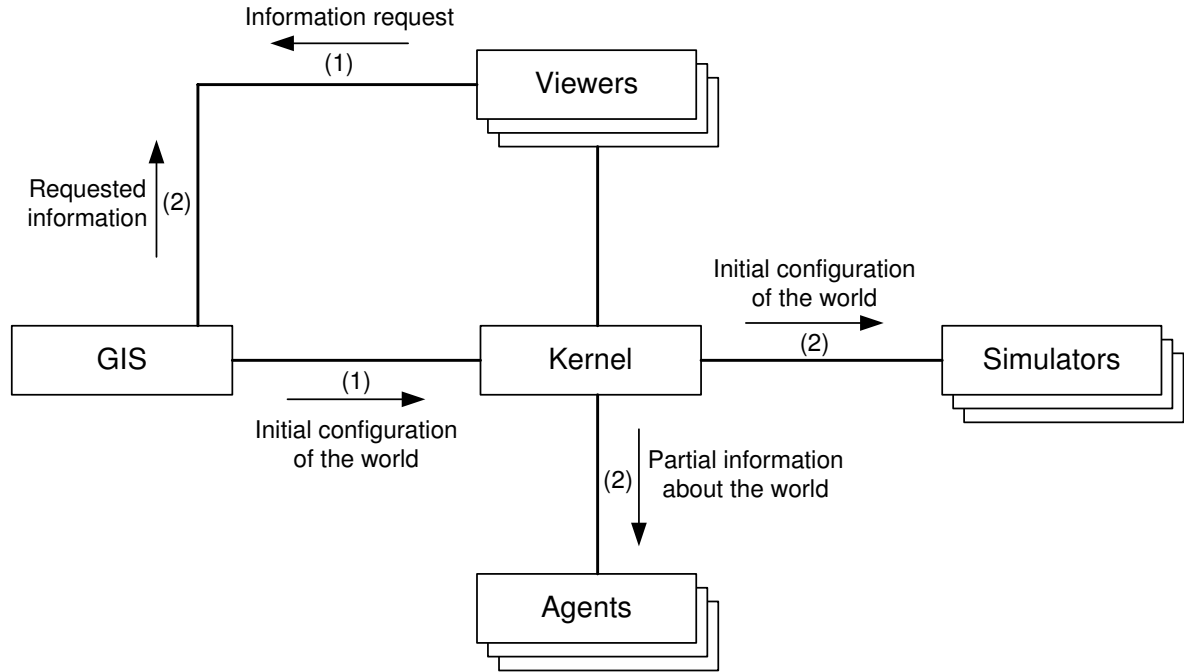 Information request
(1)
Viewers
Requested
information
(2)
Initial configuration
of the world
(2)
GIS
Kernel
Simulators
(1)
Initial configuration
of the world
(2)
Partial information
about the world
Agents